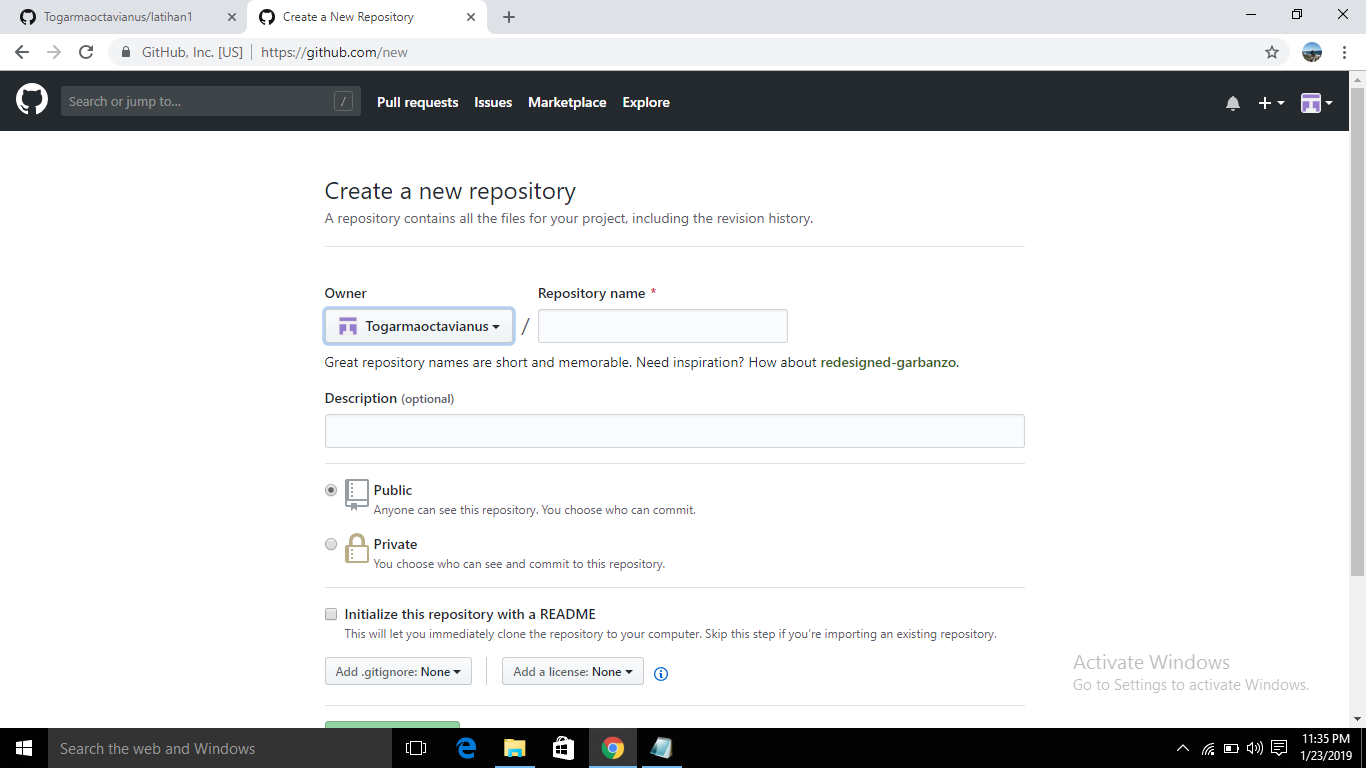 Togarmaoctavianus/latihan1
Create a New Repository
GitHub, Inc. [US]
https://github.com/new
Search or jump to...
/
Pull requests
Issues
Marketplace
Explore
Create a new repository
A repository contains all the files for your project, including the revision history.
Owner
Repository name *
Togarmaoctavianus
/
Great repository names are short and memorable. Need inspiration? How about redesigned-garbanzo.
Description (optional)
Public
Anyone can see this repository. You choose who can commit.
Private
You choose who can see and commit to this repository.
Initialize this repository with a README
This will let you immediately clone the repository to your computer. Skip this step if you're importing an existing repository.
Add .gitignore: None
Add a license: None
Activate Windows
Go to Settings to activate Windows.
Search the web and Windows
11:35 PM
1/23/2019